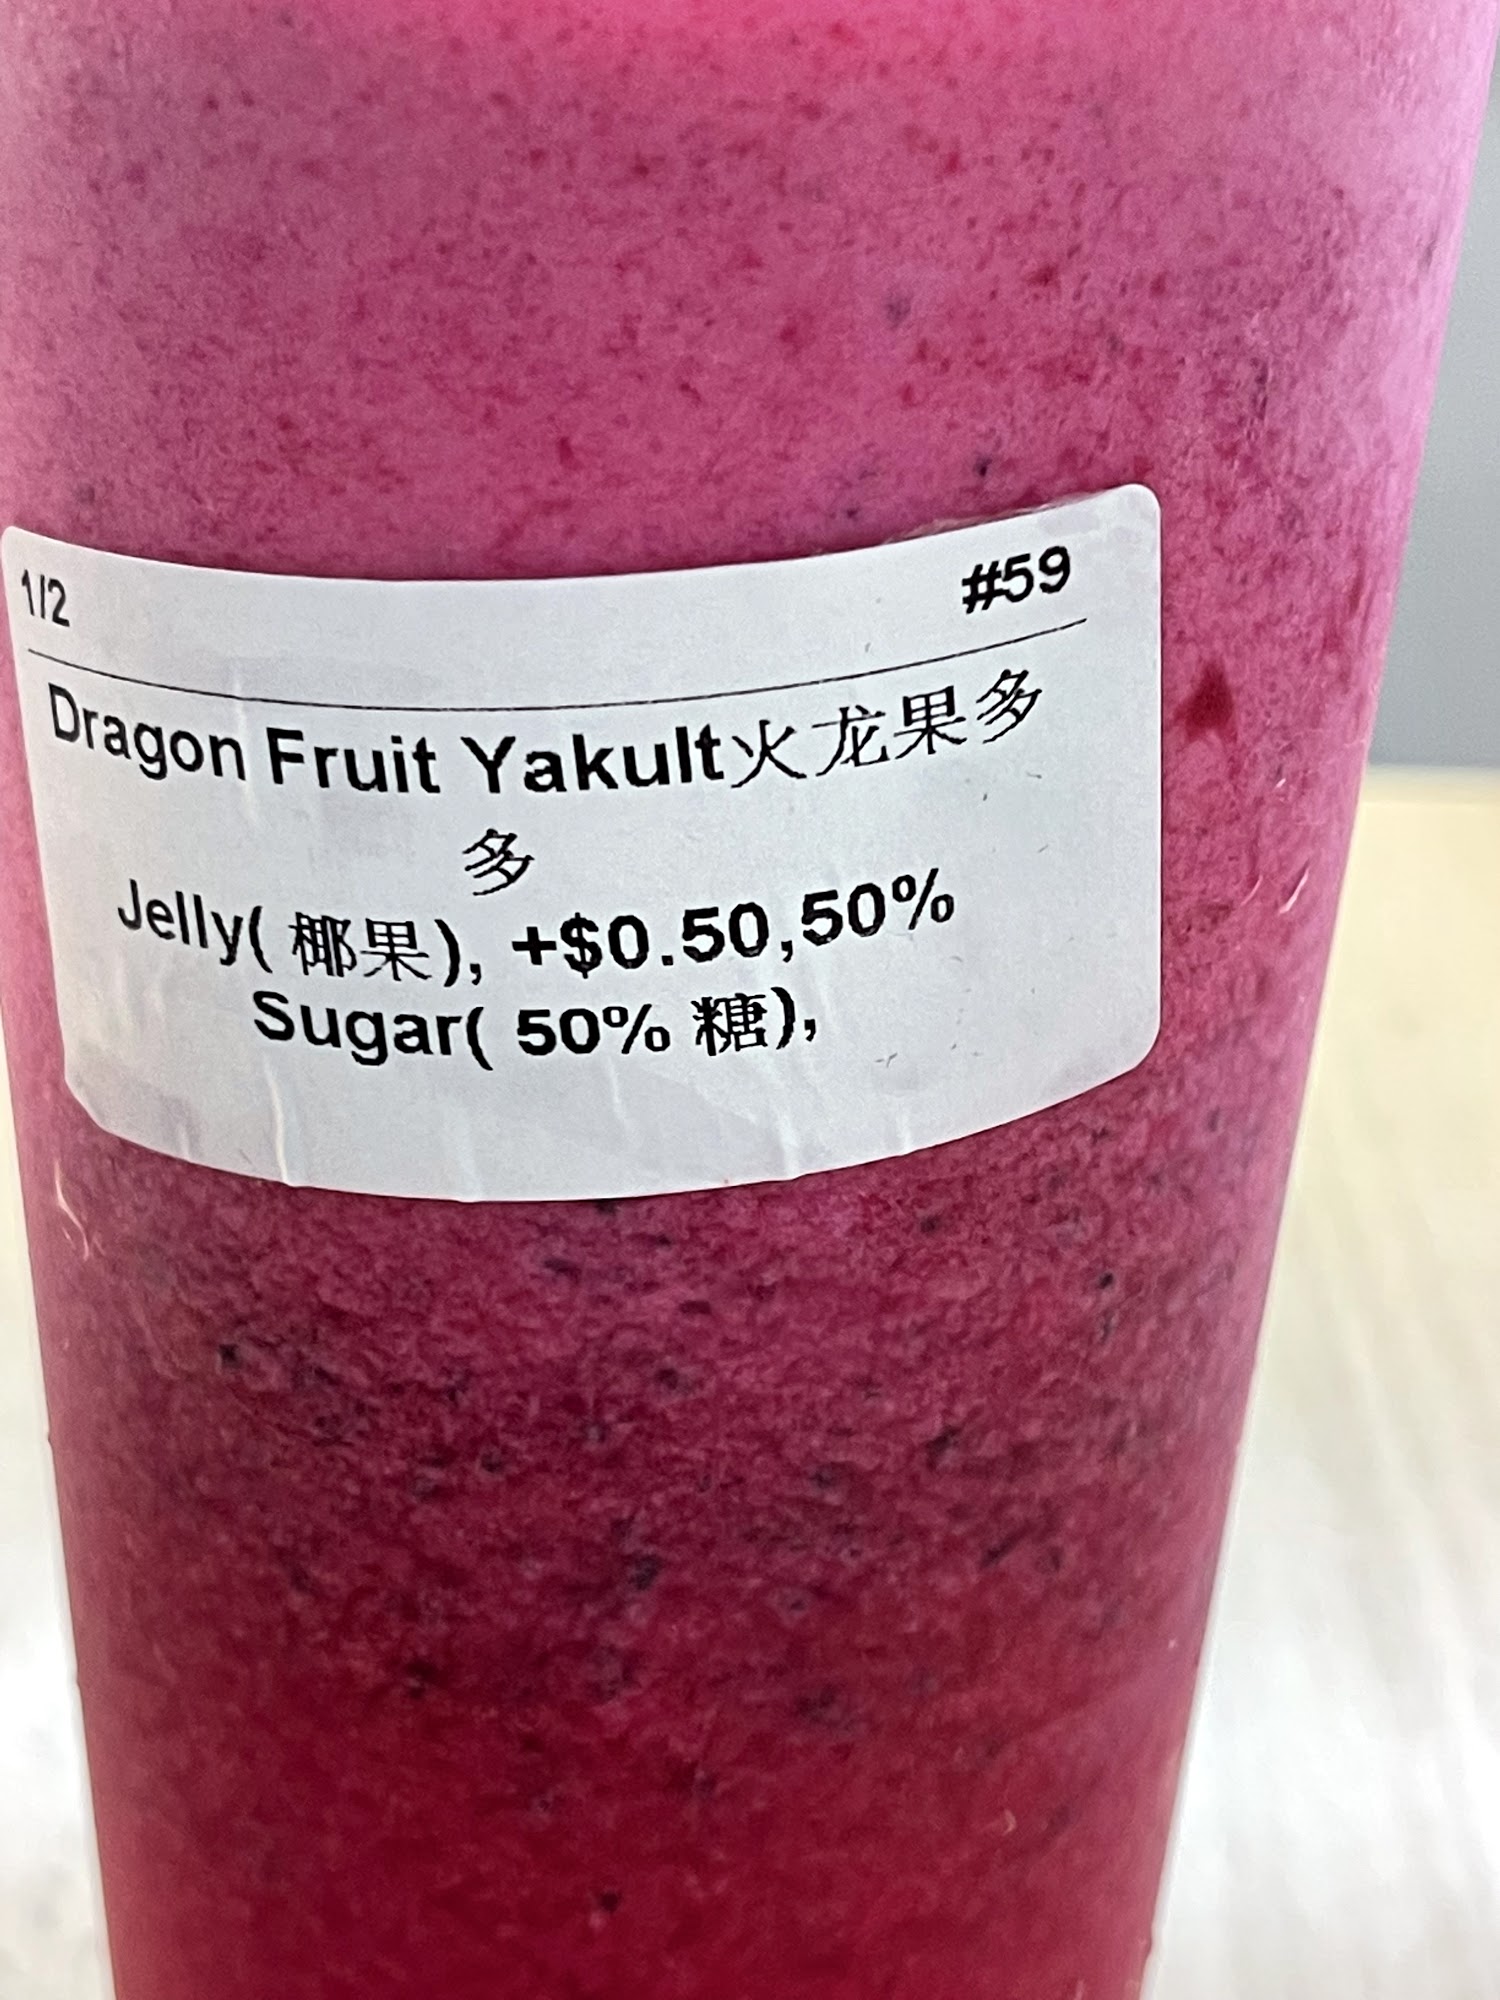 1/2 #59
Dragon Fruit Yakult火龙果多
多
Jelly( 椰果), +$0.50,50%
Sugar( 50% 糖),